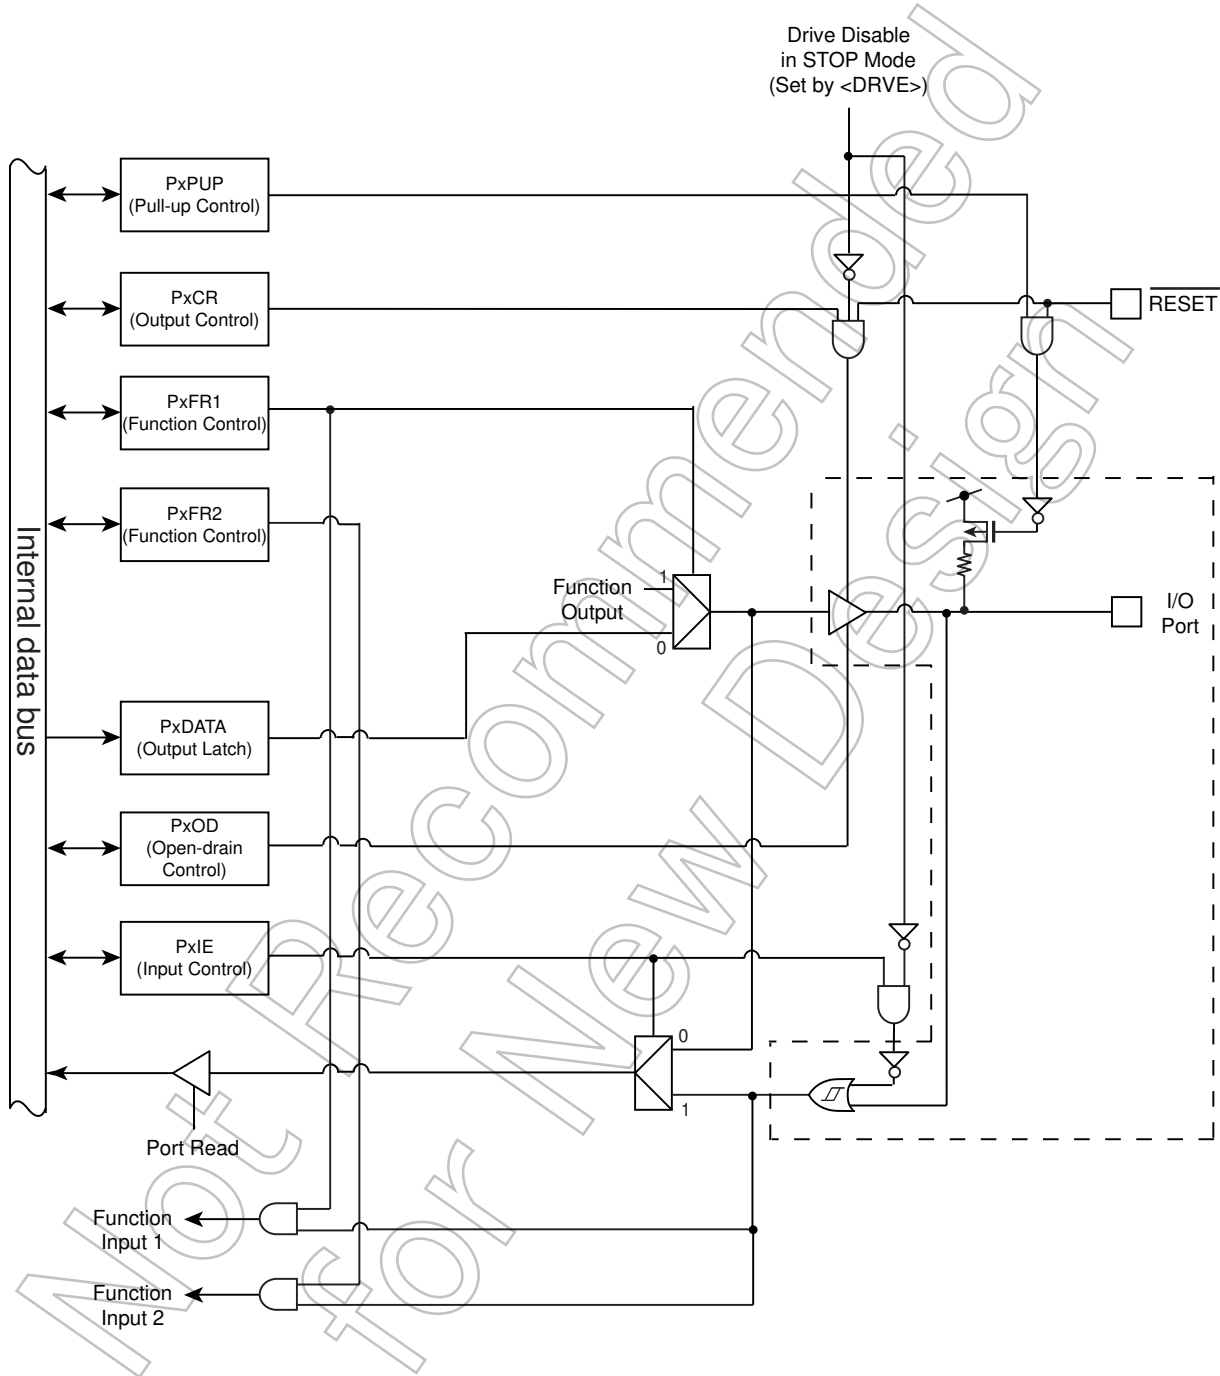 Drive Disable
in STOP Mode
(Set by <DRVE>)
PxPUP
(Pull-up Control)
PxCR
(Output Control)
RESET
PxFR1
(Function Control)
PxFR2
(Function Control)
Internal data bus
1
Function
Output
0
I/O
Port
PxDATA
(Output Latch)
PxOD
(Open-drain
Control)
PxIE
(Input Control)
0
1
Port Read
Function
Input 1
Function
Input 2
Not Recommended
for New Design